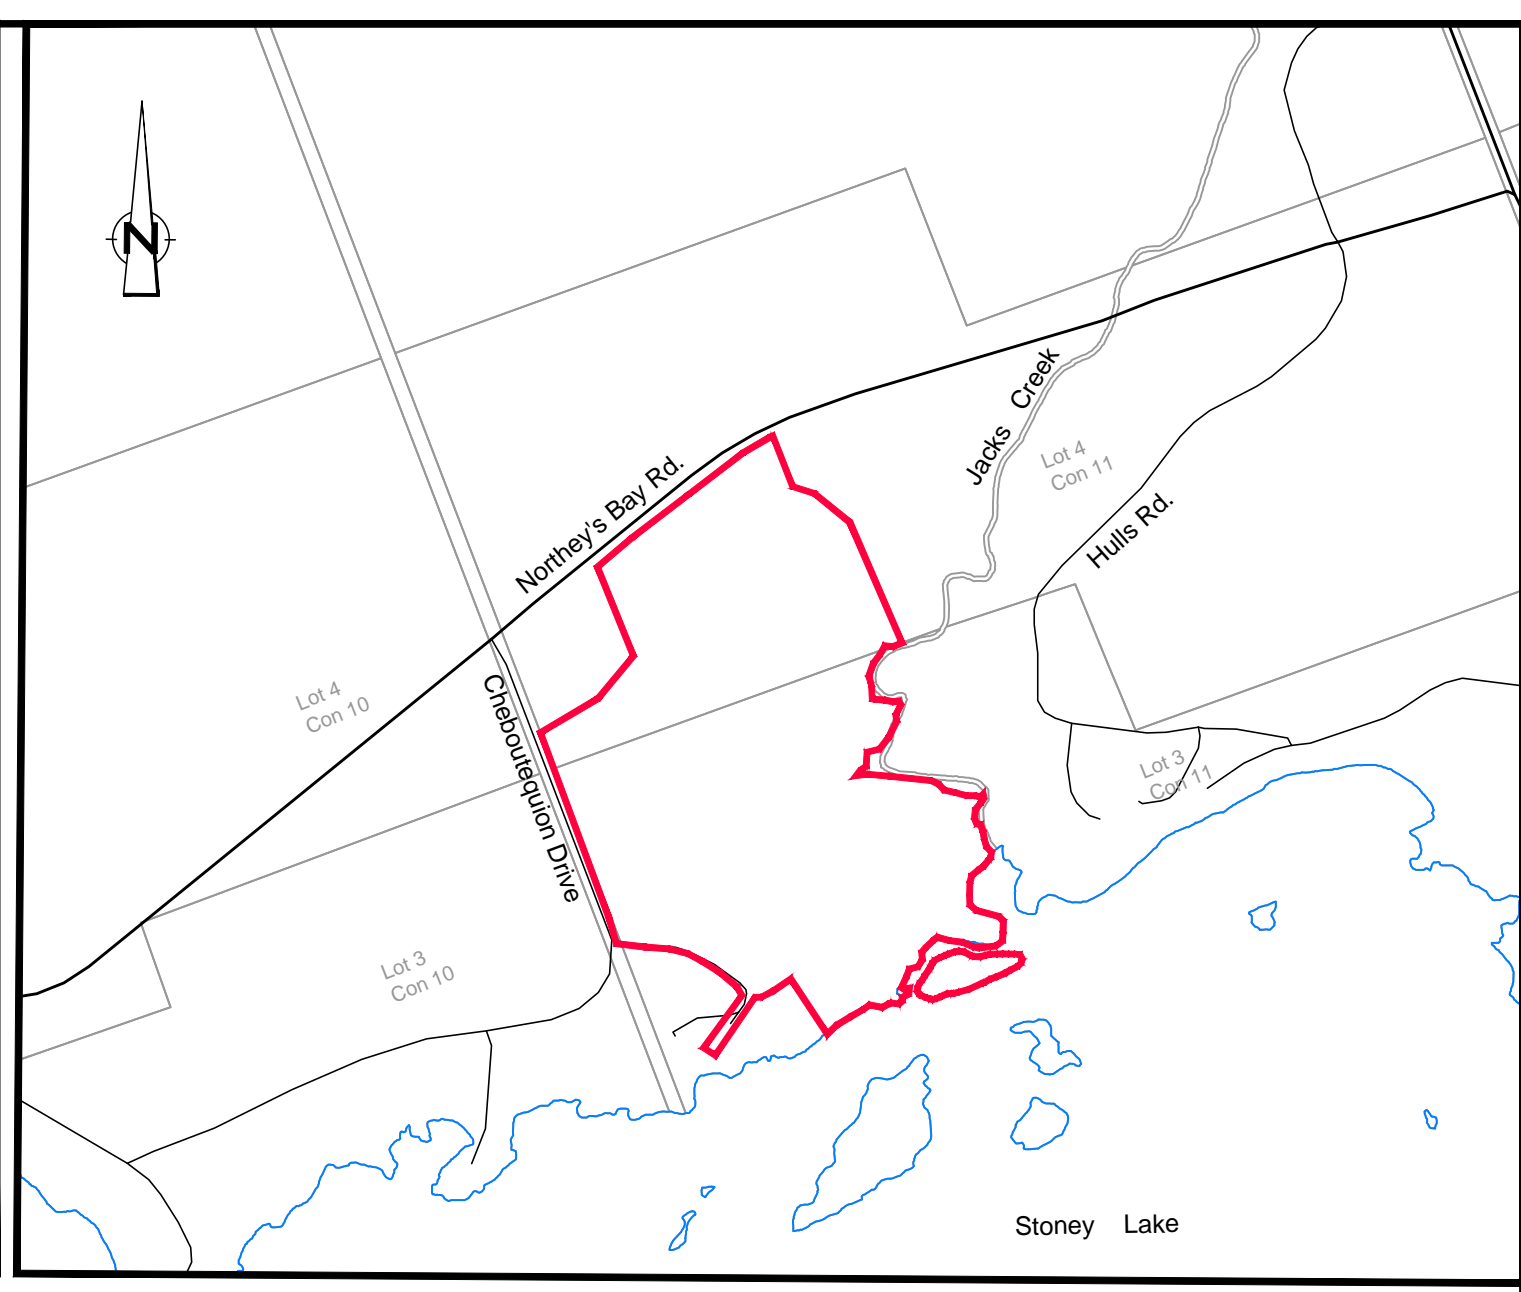 N
Jacks Creek
Lot 4
Con 11
Northey's Bay Rd.
Hulls Rd.
Lot 4
Con 10
Cheboutequion Drive
Lot 3
Con 11
Lot 3
Con 10
Stoney Lake